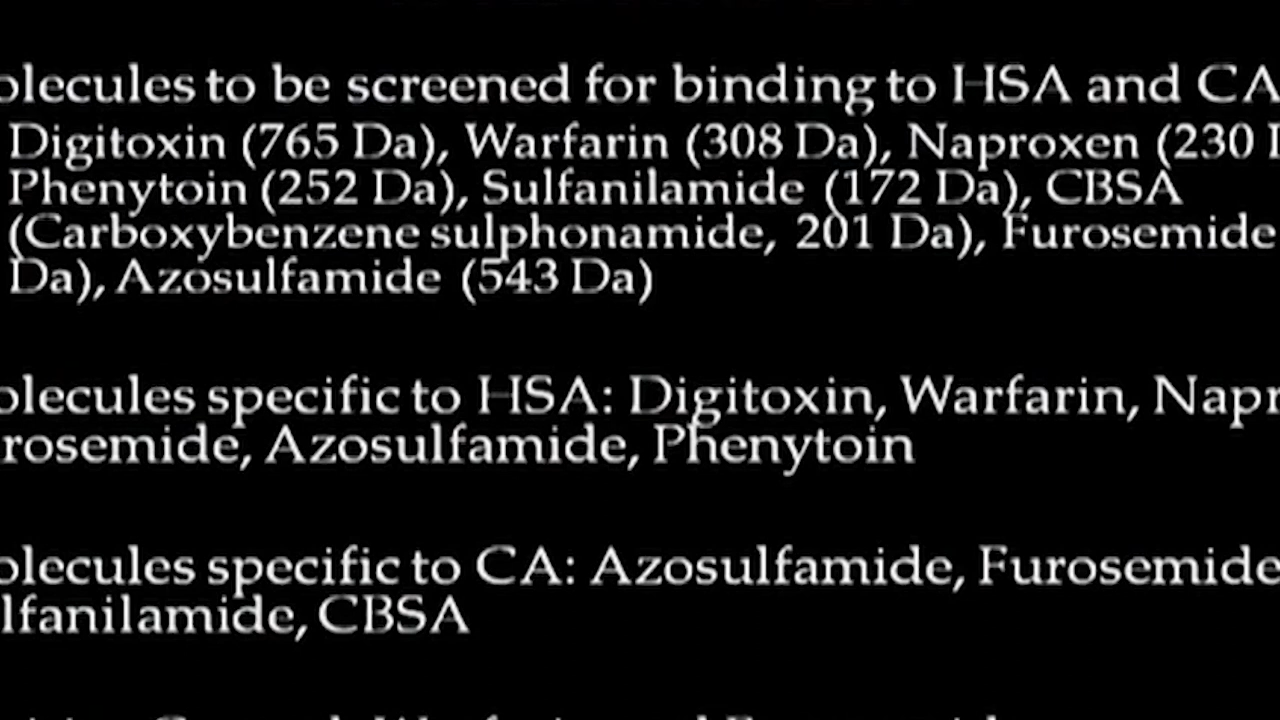 olecules to be screened for binding to HSA and CA
Digitoxin (765 Da), Warfarin (308 Da), Naproxen (230
Phenytoin (252 Da), Sulfanilamide (172 Da), CBSA
(Carboxybenzene sulphonamide, 201 Da), Furosemide
Da), Azosulfamide (543 Da)
olecules specific to HSA: Digitoxin, Warfarin, Napr
rosemide, Azosulfamide, Phenytoin
olecules specific to CA: Azosulfamide, Furosemide
lfanilamide, CBSA